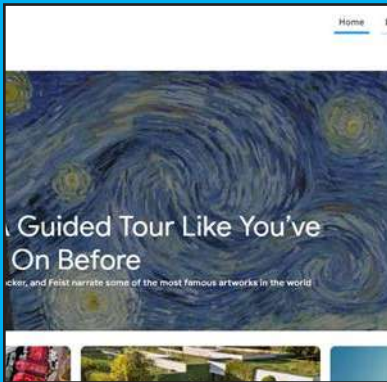 Home
Guided Tour Like You've
On Before
and Feist narrate some of the most famous artworks in the world